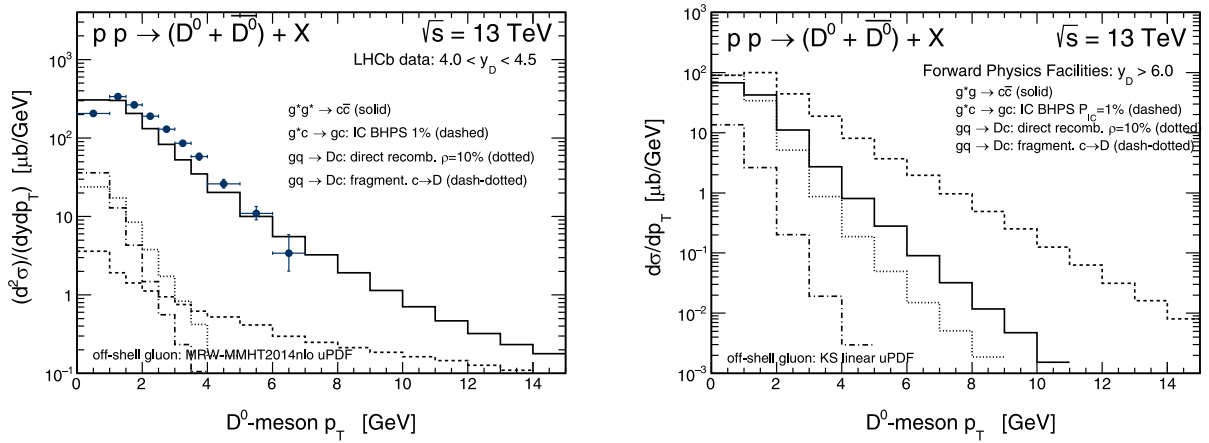 p p → (D⁰ + D̅⁰) + X √s = 13 TeV
LHCb data: 4.0 < y_D < 4.5
g*g* → cc̅ (solid)
g*c → gc: IC BHPS 1% (dashed)
gq → Dc: direct recomb. ρ=10% (dotted)
gq → Dc: fragment. c→D (dash-dotted)
off-shell gluon: MRW-MMHT2014nlo uPDF
(d²σ)/(dydp_T) [μb/GeV]
10³
10²
10
1
10⁻¹
0 2 4 6 8 10 12 14
D⁰-meson p_T [GeV]
p p → (D⁰ + D̅⁰) + X √s = 13 TeV
Forward Physics Facilities: y_D > 6.0
g*g → cc̅ (solid)
g*c → gc: IC BHPS P_IC=1% (dashed)
gq → Dc: direct recomb. ρ=10% (dotted)
gq → Dc: fragment. c→D (dash-dotted)
off-shell gluon: KS linear uPDF
dσ/dp_T [μb/GeV]
10³
10²
10
1
10⁻¹
10⁻²
10⁻³
0 2 4 6 8 10 12 14
D⁰-meson p_T [GeV]